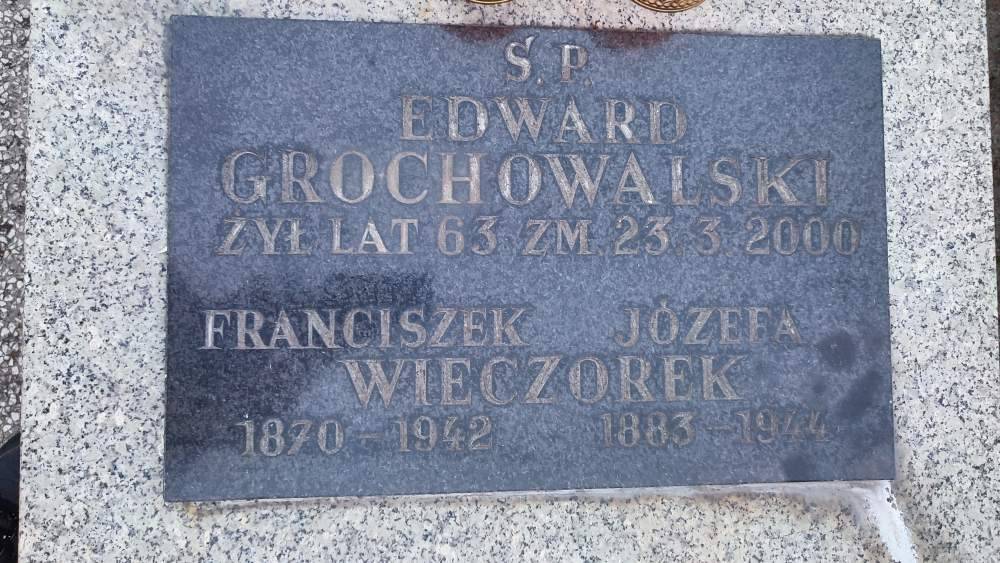 Ś. P.
EDWARD
GROCHOWALSKI
ŻYŁ LAT 63 ZM. 23. 3. 2000
FRANCISZEK JÓZEFA
WIECZOREK
1870 – 1942 1883 – 1944